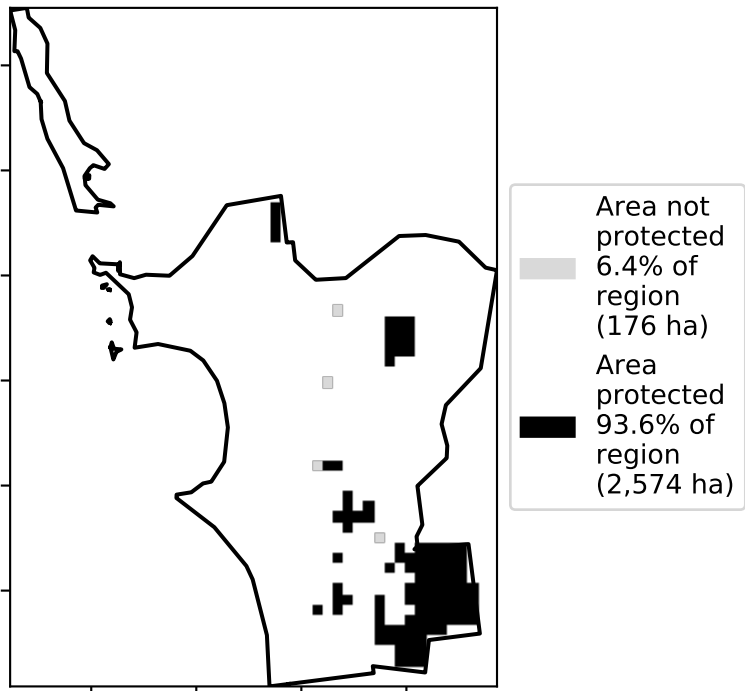 Area not
protected
6.4% of
region
(176 ha)
Area
protected
93.6% of
region
(2,574 ha)